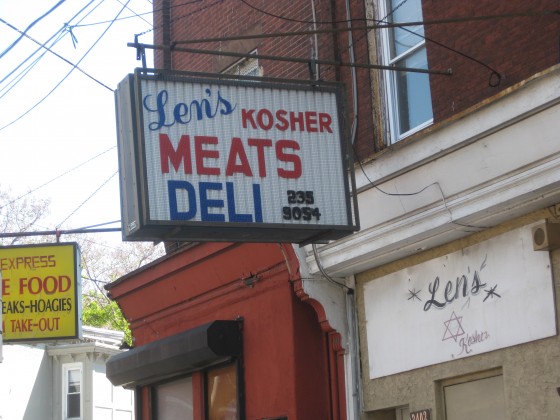 Len's KOSHER
MEATS
DELI 235
9054
EXPRESS
E FOOD
EAKS-HOAGIES
TAKE-OUT
Len's
Kosher